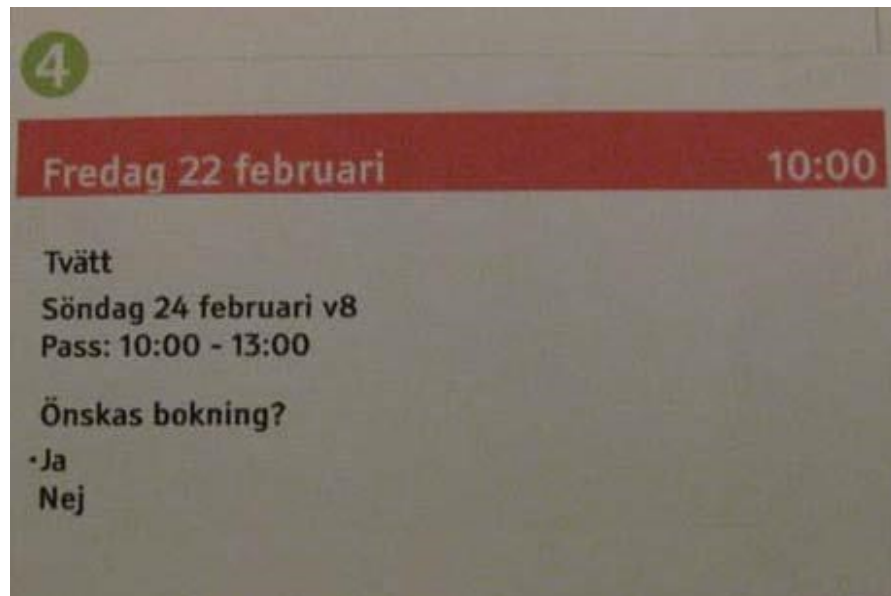 4
Fredag 22 februari 10:00
Tvätt
Söndag 24 februari v8
Pass: 10:00 - 13:00
Önskas bokning?
·Ja
Nej